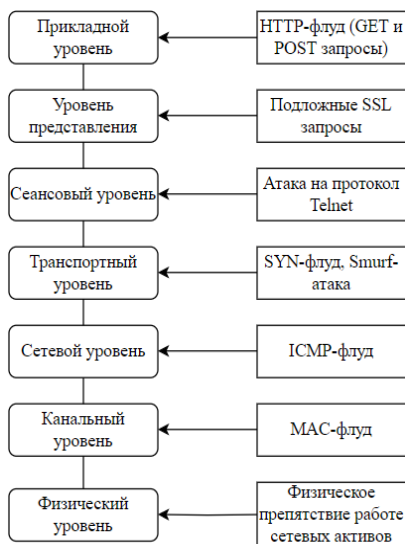 Прикладной
уровень
HTTP-флуд (GET и
POST запросы)
Уровень
представления
Подложные SSL
запросы
Сеансовый уровень
Атака на протокол
Telnet
Транспортный
уровень
SYN-флуд, Smurf-
атака
Сетевой уровень
ICMP-флуд
Канальный
уровень
MAC-флуд
Физический
уровень
Физическое
препятствие работе
сетевых активов